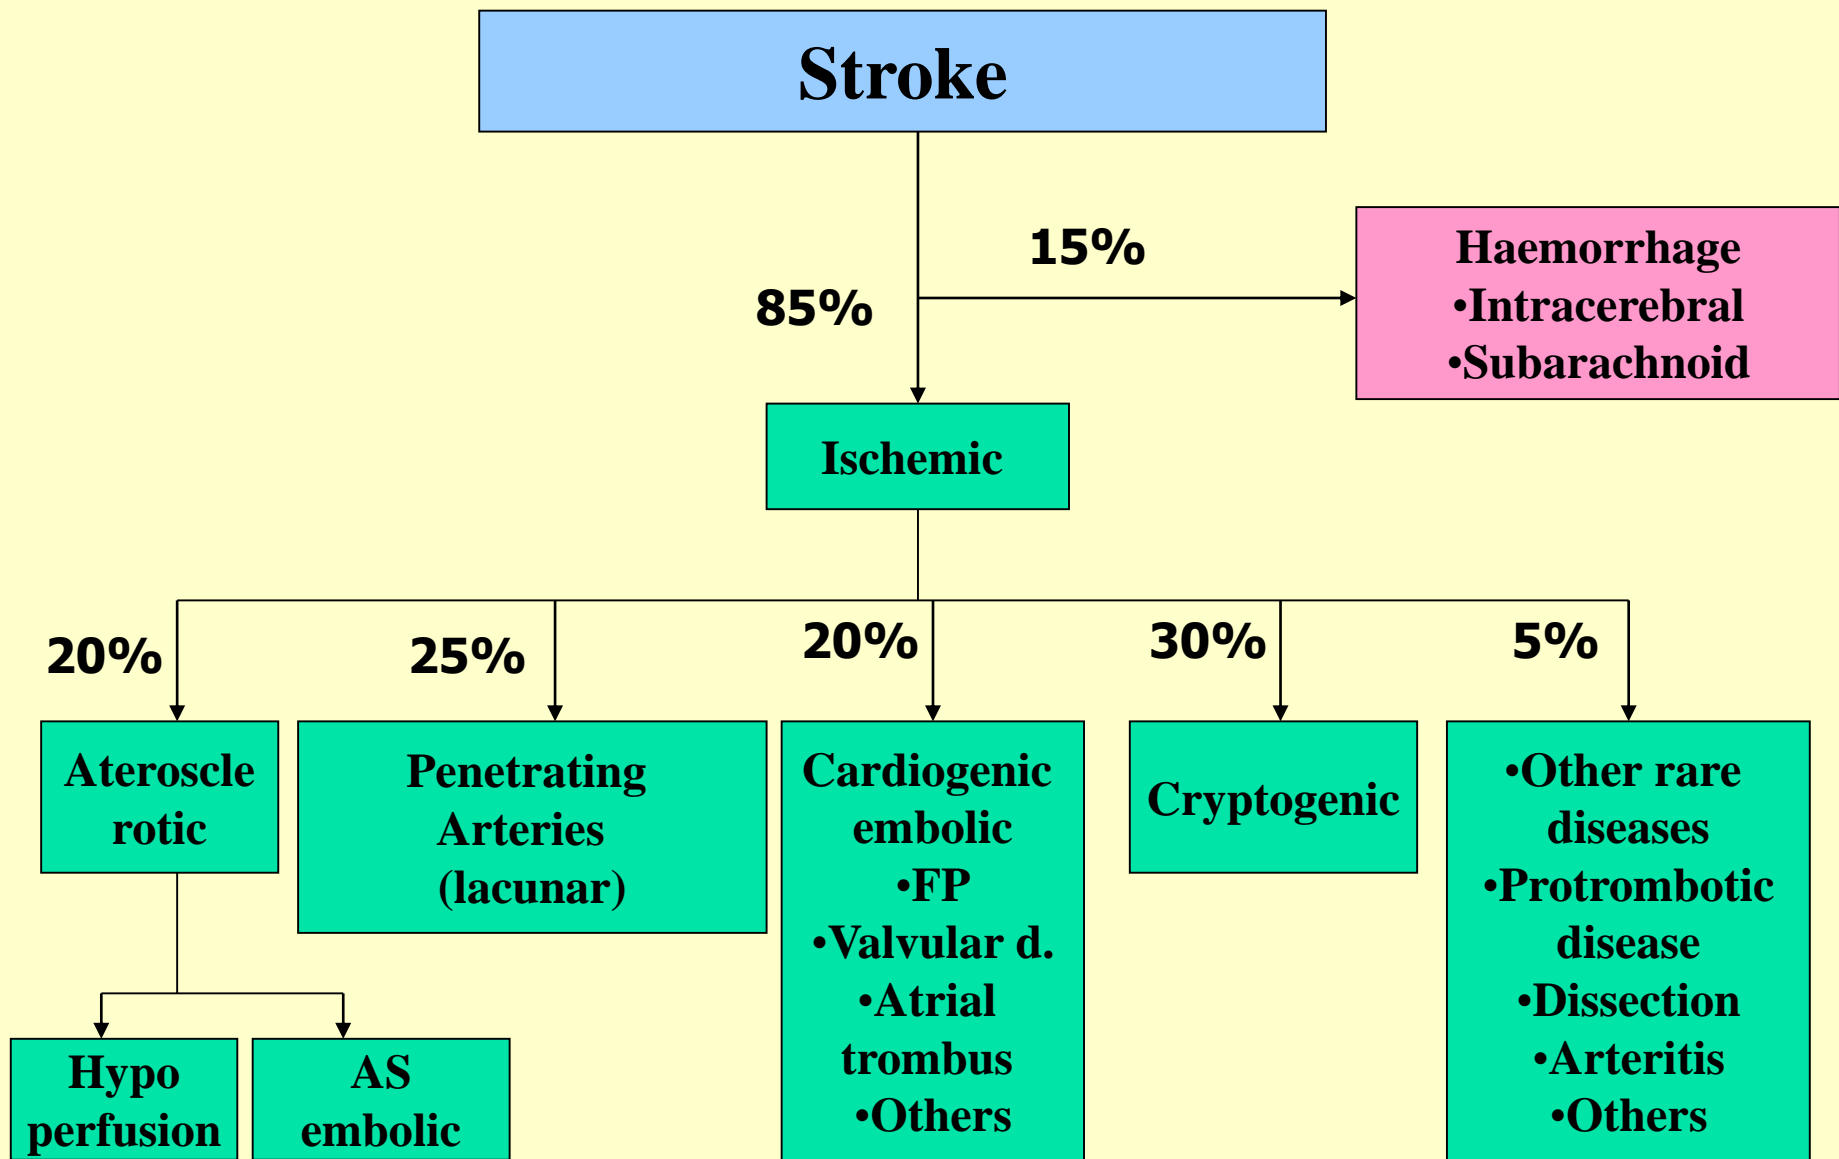 Stroke
15%
85%
Haemorrhage
•Intracerebral
•Subarachnoid
Ischemic
20%
25%
20%
30%
5%
Ateroscle
rotic
Penetrating
Arteries
(lacunar)
Cardiogenic
embolic
•FP
•Valvular d.
•Atrial
trombus
•Others
Cryptogenic
•Other rare
diseases
•Protrombotic
disease
•Dissection
•Arteritis
•Others
Hypo
perfusion
AS
embolic